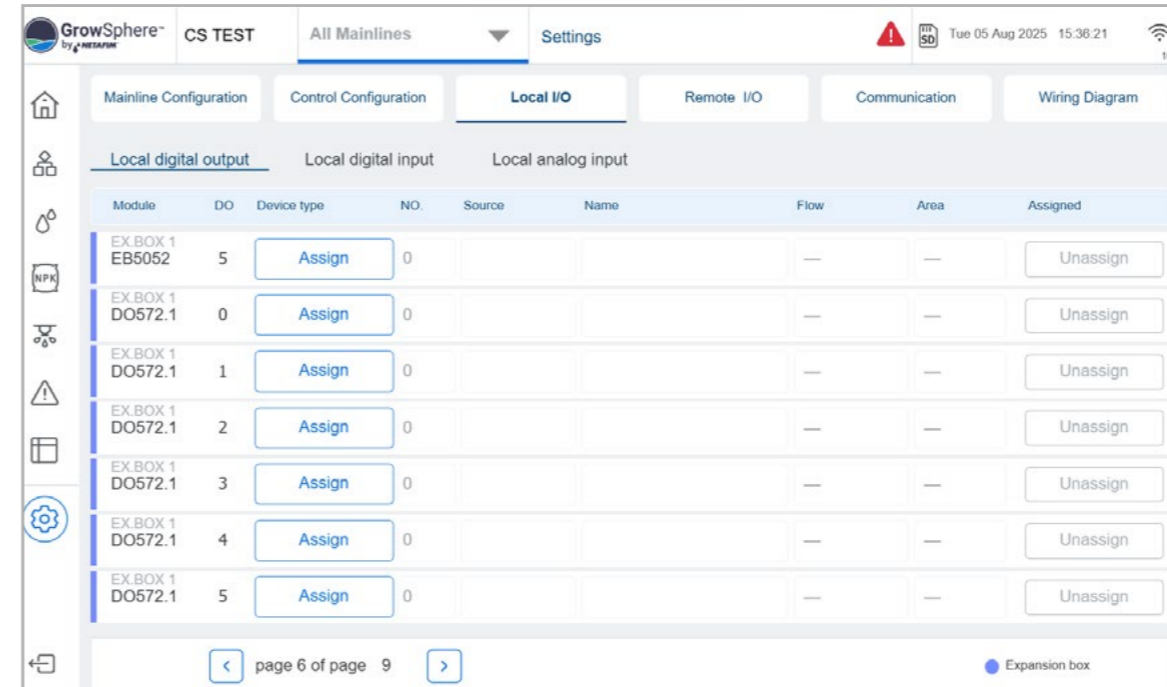 GrowSphere™ CS TEST All Mainlines Settings SD Tue 05 Aug 2025 15:36:21
by NETAFIM™
Mainline Configuration Control Configuration Local I/O Remote I/O Communication Wiring Diagram
Local digital output Local digital input Local analog input
Module DO Device type NO. Source Name Flow Area Assigned
EX.BOX 1
EB5052 5 Assign 0 — — Unassign
EX.BOX 1
DO572.1 0 Assign 0 — — Unassign
EX.BOX 1
DO572.1 1 Assign 0 — — Unassign
EX.BOX 1
DO572.1 2 Assign 0 — — Unassign
EX.BOX 1
DO572.1 3 Assign 0 — — Unassign
EX.BOX 1
DO572.1 4 Assign 0 — — Unassign
EX.BOX 1
DO572.1 5 Assign 0 — — Unassign
NPK
< page 6 of page 9 > Expansion box